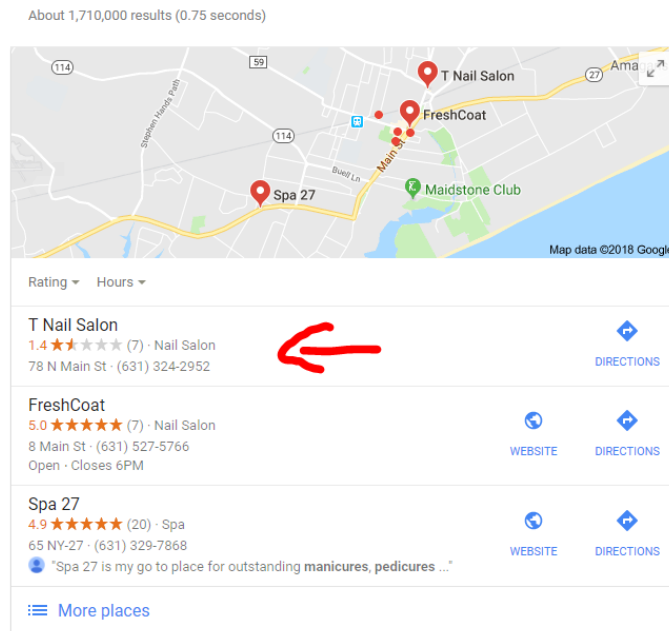 About 1,710,000 results (0.75 seconds)
114
59
27
T Nail Salon
FreshCoat
Stephen Hands Path
114
Main St
Buell Ln
Spa 27
Maidstone Club
Map data ©2018 Google
Rating Hours
T Nail Salon
1.4 (7) · Nail Salon
78 N Main St · (631) 324-2952
DIRECTIONS
FreshCoat
5.0 (7) · Nail Salon
8 Main St · (631) 527-5766
Open · Closes 6PM
WEBSITE DIRECTIONS
Spa 27
4.9 (20) · Spa
65 NY-27 · (631) 329-7868
WEBSITE DIRECTIONS
"Spa 27 is my go to place for outstanding manicures, pedicures ..."
More places